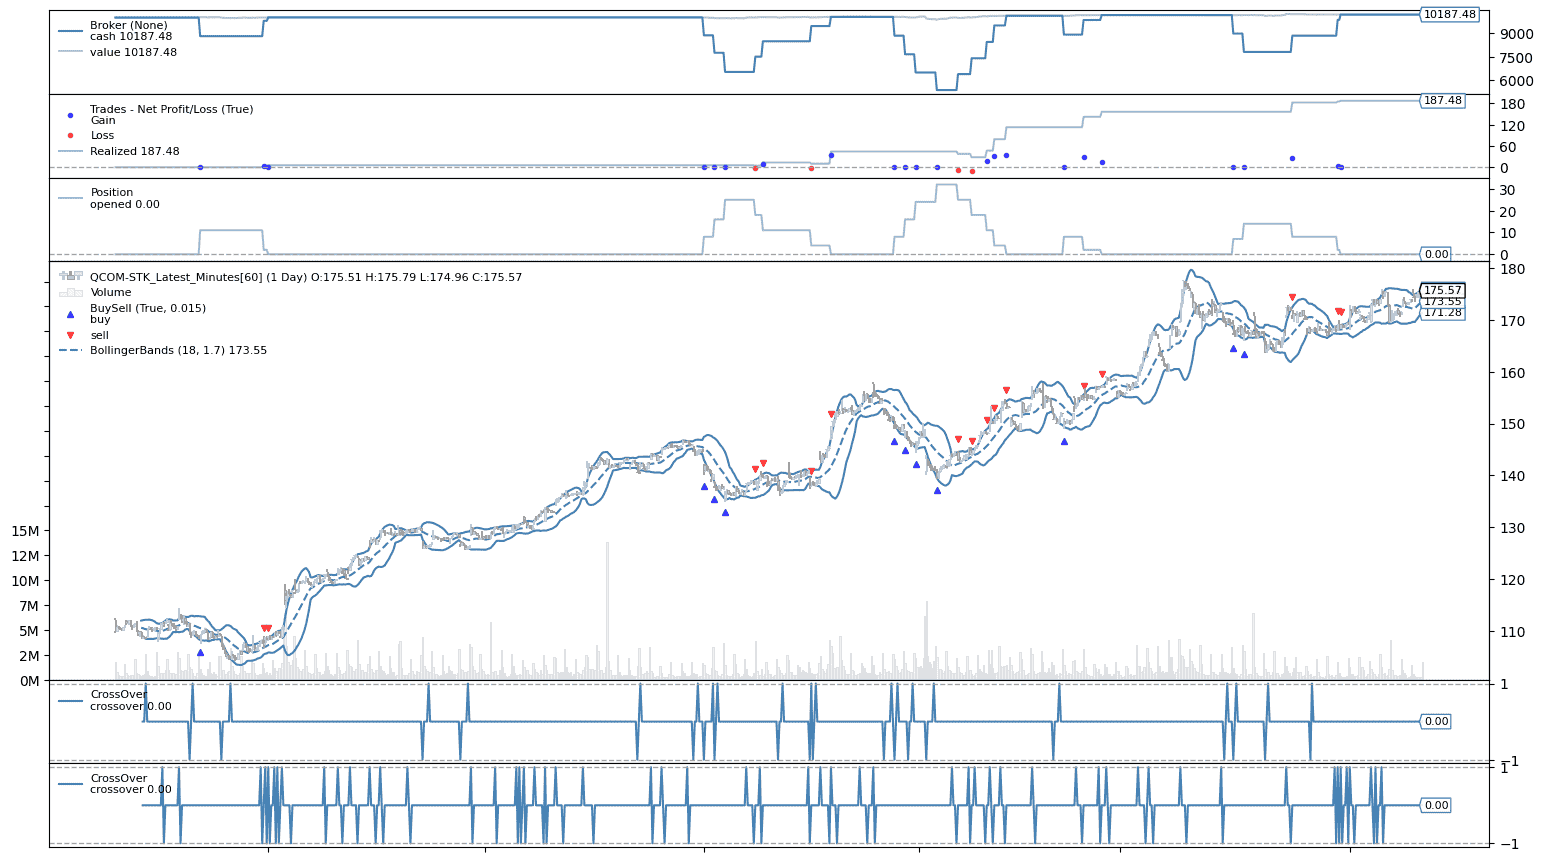 Broker (None)
cash 10187.48
value 10187.48
10187.48
9000
7500
6000
Trades - Net Profit/Loss (True)
Gain
Loss
Realized 187.48
187.48
180
120
60
0
Position
opened 0.00
30
20
10
0
0.00
QCOM-STK_Latest_Minutes[60] (1 Day) O:175.51 H:175.79 L:174.96 C:175.57
Volume
BuySell (True, 0.015)
buy
sell
BollingerBands (18, 1.7) 173.55
180
175.57
173.55
171.28
170
160
150
140
130
120
110
15M
12M
10M
7M
5M
2M
0M
CrossOver
crossover 0.00
1
0.00
−1
CrossOver
crossover 0.00
1
0.00
−1